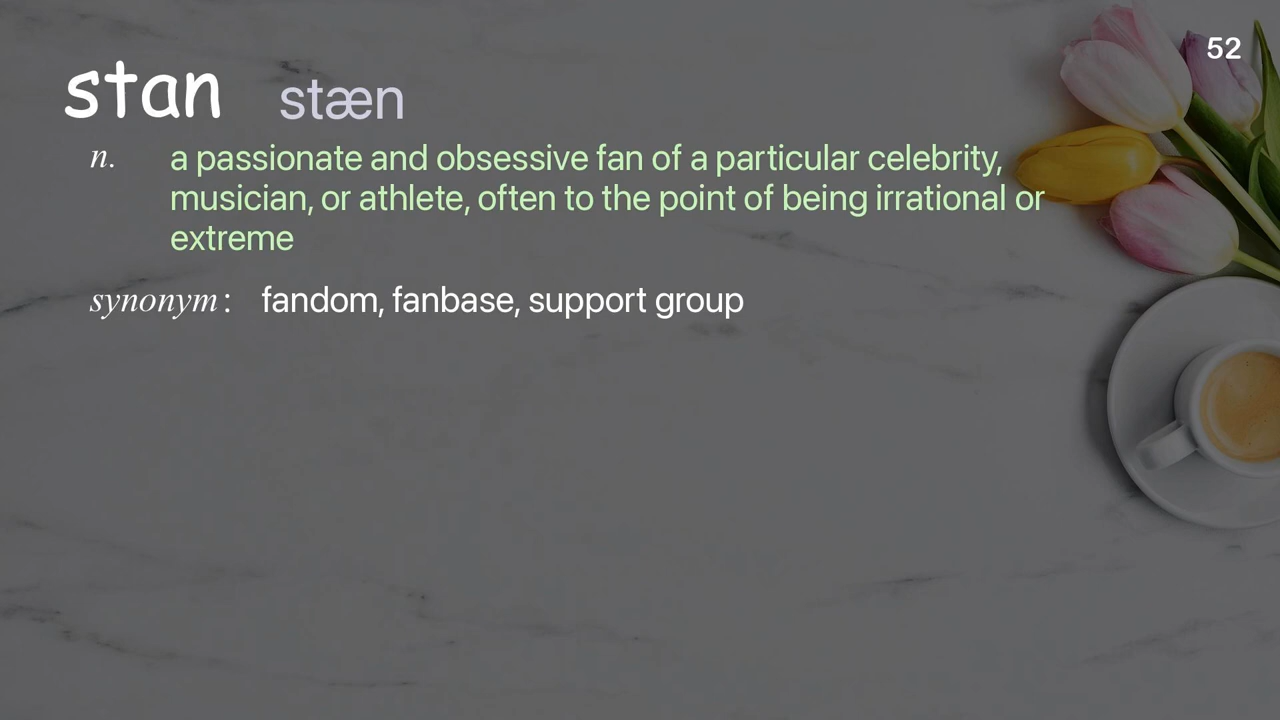 52
stan stæn
n. a passionate and obsessive fan of a particular celebrity,
musician, or athlete, often to the point of being irrational or
extreme
synonym: fandom, fanbase, support group